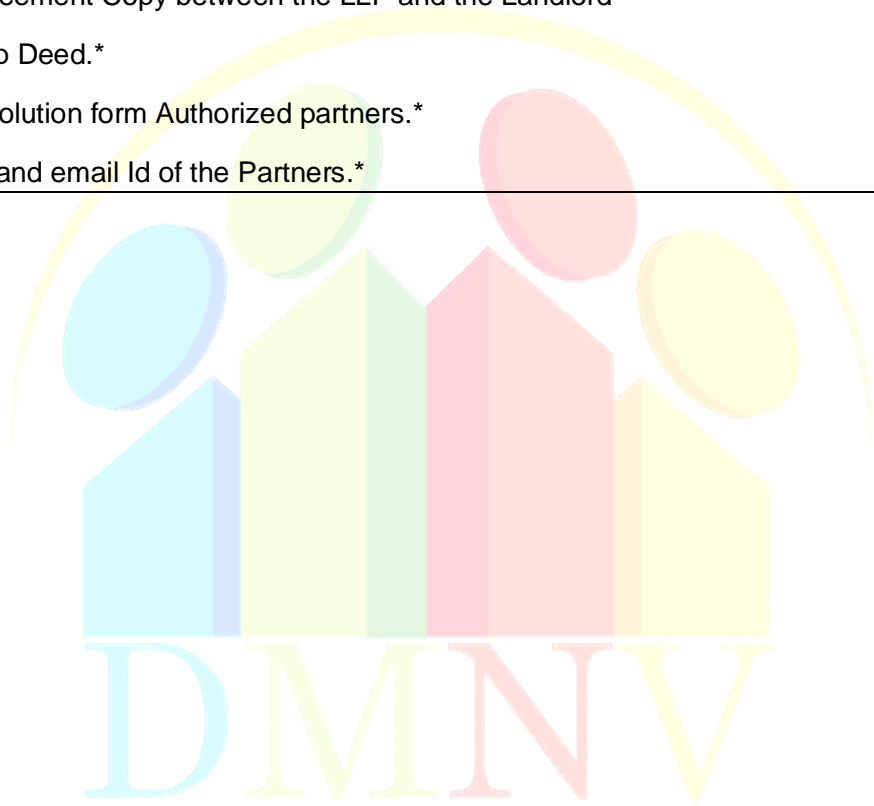 Copy between the LLP and the Landlord
o Deed.*
olution form Authorized partners.*
and email Id of the Partners.*
DMNV